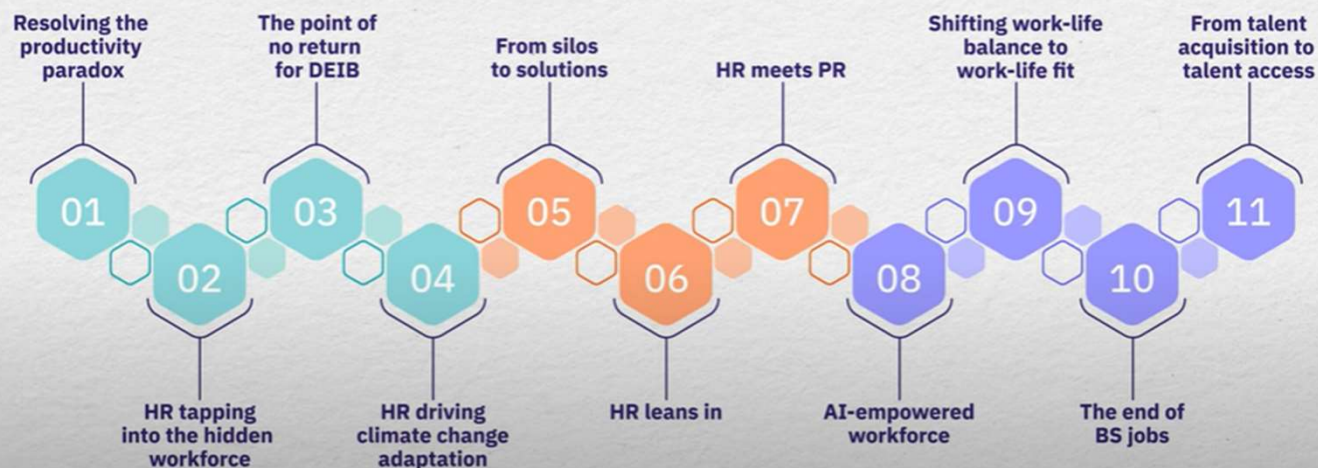 Resolving the
productivity
paradox
01
HR tapping
into the hidden
workforce
02
The point of
no return
for DEIB
03
HR driving
climate change
adaptation
04
From silos
to solutions
05
HR leans in
06
HR meets PR
07
AI-empowered
workforce
08
Shifting work-life
balance to
work-life fit
09
The end of
BS jobs
10
From talent
acquisition to
talent access
11